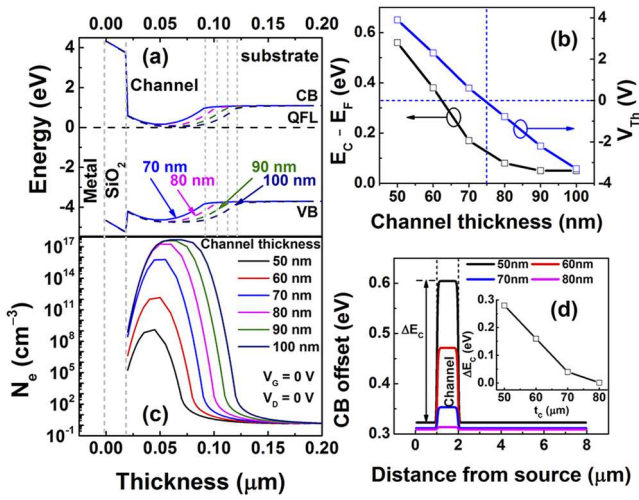 0.00 0.05 0.10 0.15 0.20
4
2
0
-2
-4
Energy (eV)
(a)
substrate
Channel
CB
QFL
Metal
SiO2
70 nm
80 nm
90 nm
100 nm
VB
10^17
10^14
10^11
10^8
10^5
10^2
10^-1
Ne (cm^-3)
Channel thickness
50 nm
60 nm
70 nm
80 nm
90 nm
100 nm
VG = 0 V
VD = 0 V
(c)
0.00 0.05 0.10 0.15 0.20
Thickness (μm)
(b)
0.6
0.4
0.2
0.0
EC − EF (eV)
4
2
0
-2
-4
VTh (V)
50 60 70 80 90 100
Channel thickness (nm)
50nm 60nm
70nm 80nm
0.6
0.5
0.4
0.3
CB offset (eV)
ΔEc
Channel
(d)
0.3
0.2
0.1
0.0
ΔEc (eV)
50 60 70 80
tc (μm)
0 2 4 6 8
Distance from source (μm)